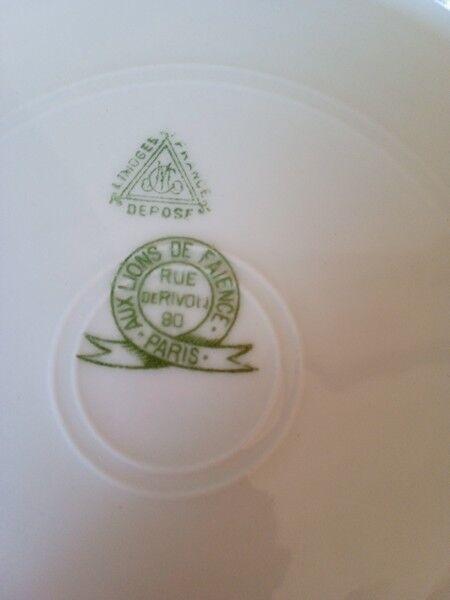 LIMOGES FRANCE
DEPOSE
AUX LIONS DE FAIENCE
RUE
DE RIVOLI
90
PARIS